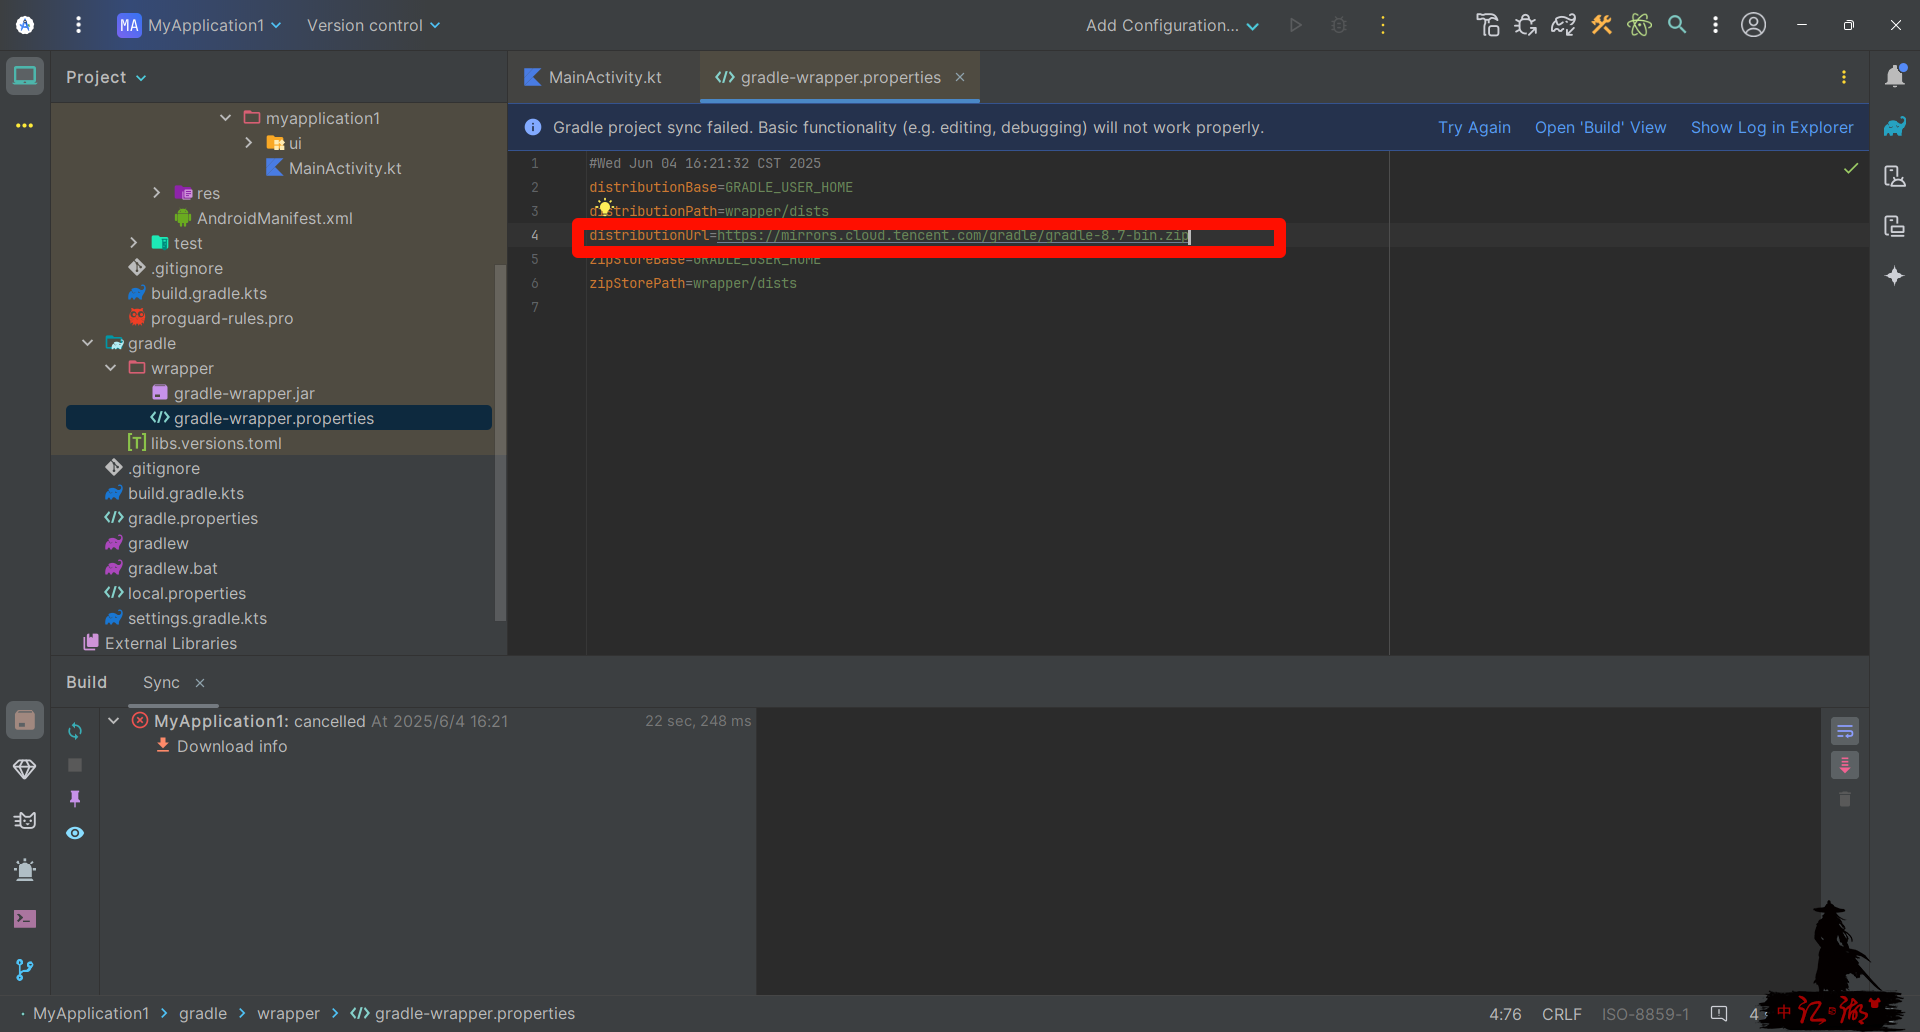 MA MyApplication1 Version control Add Configuration...
Project
MainActivity.kt
gradle-wrapper.properties
myapplication1
ui
MainActivity.kt
res
AndroidManifest.xml
test
.gitignore
build.gradle.kts
proguard-rules.pro
gradle
wrapper
gradle-wrapper.jar
gradle-wrapper.properties
libs.versions.toml
.gitignore
build.gradle.kts
gradle.properties
gradlew
gradlew.bat
local.properties
settings.gradle.kts
External Libraries
Gradle project sync failed. Basic functionality (e.g. editing, debugging) will not work properly. Try Again Open 'Build' View Show Log in Explorer
1 #Wed Jun 04 16:21:32 CST 2025
2 distributionBase=GRADLE_USER_HOME
3 distributionPath=wrapper/dists
4 distributionUrl=https://mirrors.cloud.tencent.com/gradle/gradle-8.7-bin.zip
5 zipStoreBase=GRADLE_USER_HOME
6 zipStorePath=wrapper/dists
7
Build Sync
MyApplication1: cancelled At 2025/6/4 16:21 22 sec, 248 ms
Download info
MyApplication1 gradle wrapper gradle-wrapper.properties 4:76 CRLF ISO-8859-1 4